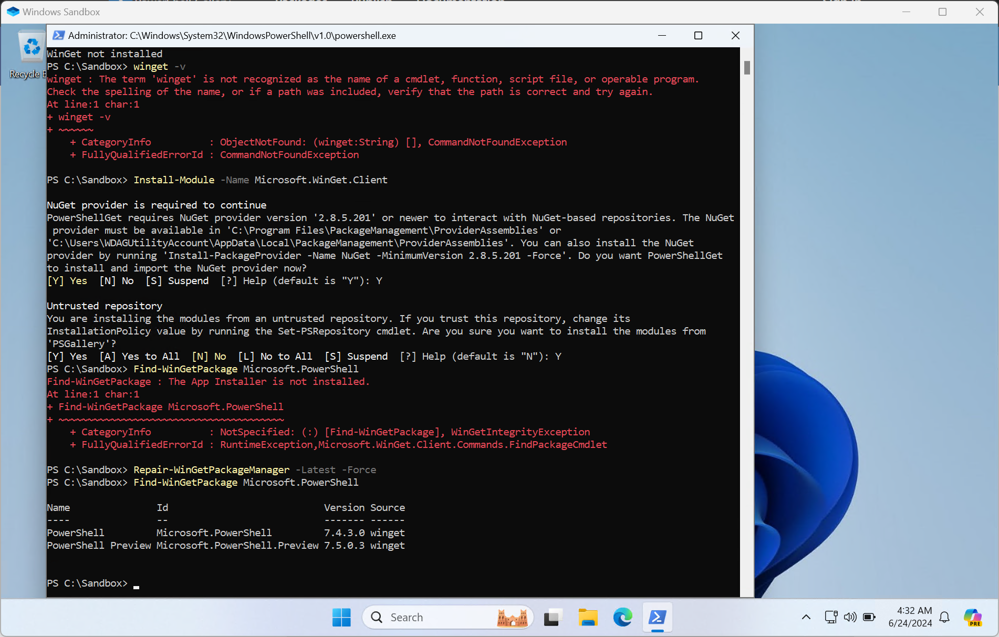 Windows Sandbox
Administrator: C:\Windows\System32\WindowsPowerShell\v1.0\powershell.exe
Recycle
WinGet not installed
PS C:\Sandbox> winget -v
winget : The term 'winget' is not recognized as the name of a cmdlet, function, script file, or operable program.
Check the spelling of the name, or if a path was included, verify that the path is correct and try again.
At line:1 char:1
+ winget -v
+ ~~~~~~
    + CategoryInfo          : ObjectNotFound: (winget:String) [], CommandNotFoundException
    + FullyQualifiedErrorId : CommandNotFoundException
PS C:\Sandbox> Install-Module -Name Microsoft.WinGet.Client
NuGet provider is required to continue
PowerShellGet requires NuGet provider version '2.8.5.201' or newer to interact with NuGet-based repositories. The NuGet
 provider must be available in 'C:\Program Files\PackageManagement\ProviderAssemblies' or
'C:\Users\WDAGUtilityAccount\AppData\Local\PackageManagement\ProviderAssemblies'. You can also install the NuGet
provider by running 'Install-PackageProvider -Name NuGet -MinimumVersion 2.8.5.201 -Force'. Do you want PowerShellGet
to install and import the NuGet provider now?
[Y] Yes  [N] No  [S] Suspend  [?] Help (default is "Y"): Y
Untrusted repository
You are installing the modules from an untrusted repository. If you trust this repository, change its
InstallationPolicy value by running the Set-PSRepository cmdlet. Are you sure you want to install the modules from
'PSGallery'?
[Y] Yes  [A] Yes to All  [N] No  [L] No to All  [S] Suspend  [?] Help (default is "N"): Y
PS C:\Sandbox> Find-WinGetPackage Microsoft.PowerShell
Find-WinGetPackage : The App Installer is not installed.
At line:1 char:1
+ Find-WinGetPackage Microsoft.PowerShell
+ ~~~~~~~~~~~~~~~~~~~~~~~~~~~~~~~~~~~~~~~
    + CategoryInfo          : NotSpecified: (:) [Find-WinGetPackage], WinGetIntegrityException
    + FullyQualifiedErrorId : RuntimeException,Microsoft.WinGet.Client.Commands.FindPackageCmdlet
PS C:\Sandbox> Repair-WinGetPackageManager -Latest -Force
PS C:\Sandbox> Find-WinGetPackage Microsoft.PowerShell
Name               Id                           Version Source
----               --                           ------- ------
PowerShell         Microsoft.PowerShell         7.4.3.0 winget
PowerShell Preview Microsoft.PowerShell.Preview 7.5.0.3 winget
PS C:\Sandbox>
Search
4:32 AM
6/24/2024
PRE